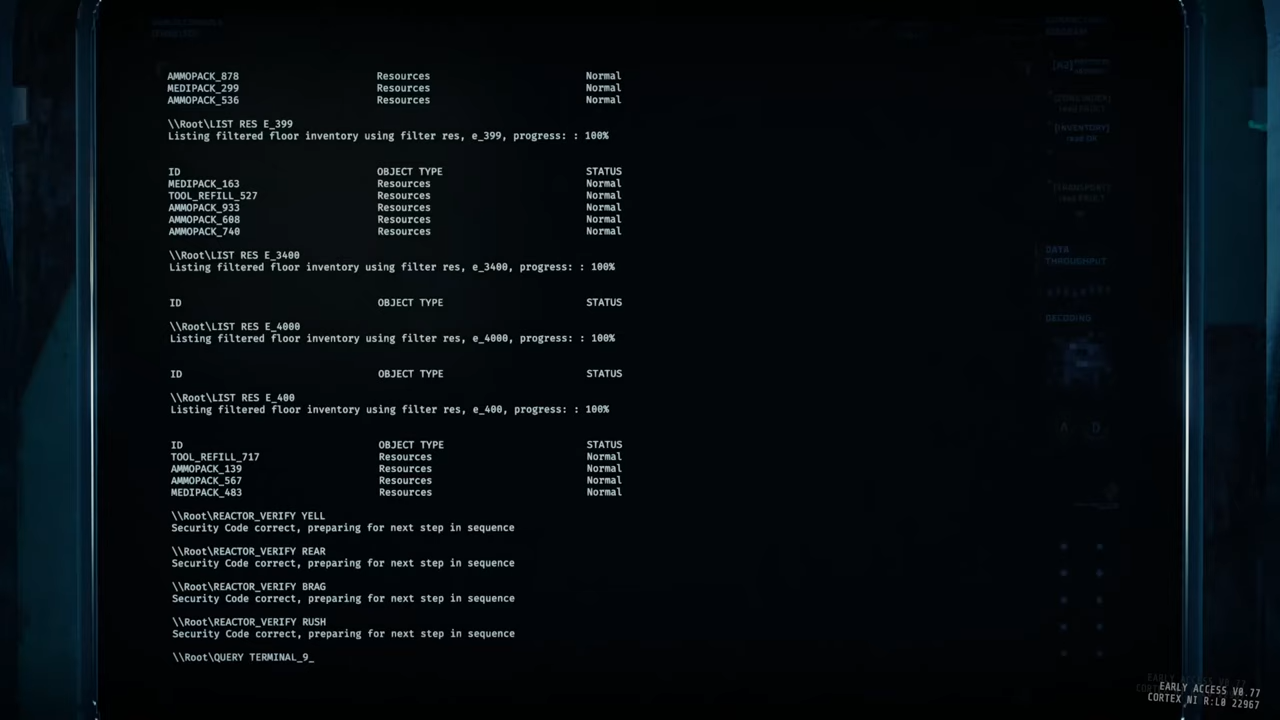 AMMOPACK_878 Resources Normal
MEDIPACK_299 Resources Normal
AMMOPACK_536 Resources Normal
\\Root\LIST RES E_399
Listing filtered floor inventory using filter res, e_399, progress: : 100%
ID OBJECT TYPE STATUS
MEDIPACK_163 Resources Normal
TOOL_REFILL_527 Resources Normal
AMMOPACK_933 Resources Normal
AMMOPACK_608 Resources Normal
AMMOPACK_740 Resources Normal
\\Root\LIST RES E_3400
Listing filtered floor inventory using filter res, e_3400, progress: : 100%
ID OBJECT TYPE STATUS
\\Root\LIST RES E_4000
Listing filtered floor inventory using filter res, e_4000, progress: : 100%
ID OBJECT TYPE STATUS
\\Root\LIST RES E_400
Listing filtered floor inventory using filter res, e_400, progress: : 100%
ID OBJECT TYPE STATUS
TOOL_REFILL_717 Resources Normal
AMMOPACK_139 Resources Normal
AMMOPACK_567 Resources Normal
MEDIPACK_483 Resources Normal
\\Root\REACTOR_VERIFY YELL
Security Code correct, preparing for next step in sequence
\\Root\REACTOR_VERIFY REAR
Security Code correct, preparing for next step in sequence
\\Root\REACTOR_VERIFY BRAG
Security Code correct, preparing for next step in sequence
\\Root\REACTOR_VERIFY RUSH
Security Code correct, preparing for next step in sequence
\\Root\QUERY TERMINAL_9_
[INVENTORY]
read OK
DATA
THROUGHPUT
DECODING
A D
EARLY ACCESS V0.77
CORTEX_NI R:L0 22967